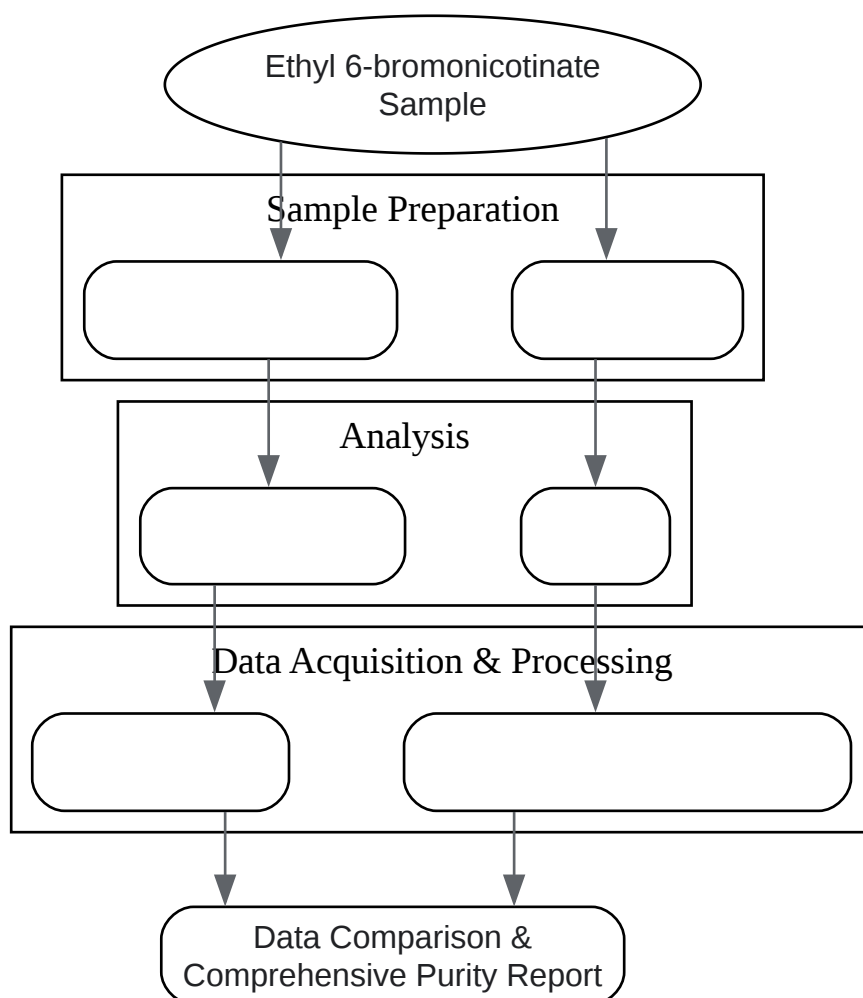 Ethyl 6-bromonicotinate
Sample
Sample Preparation
Analysis
Data Acquisition & Processing
Data Comparison &
Comprehensive Purity Report